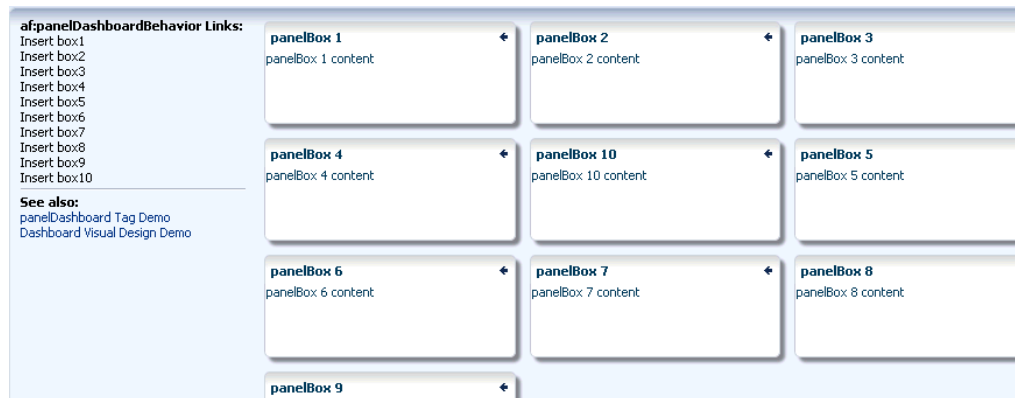 af:panelDashboardBehavior Links:
Insert box1
Insert box2
Insert box3
Insert box4
Insert box5
Insert box6
Insert box7
Insert box8
Insert box9
Insert box10
See also:
panelDashboard Tag Demo
Dashboard Visual Design Demo
panelBox 1
panelBox 1 content
panelBox 2
panelBox 2 content
panelBox 3
panelBox 3 content
panelBox 4
panelBox 4 content
panelBox 10
panelBox 10 content
panelBox 5
panelBox 5 content
panelBox 6
panelBox 6 content
panelBox 7
panelBox 7 content
panelBox 8
panelBox 8 content
panelBox 9